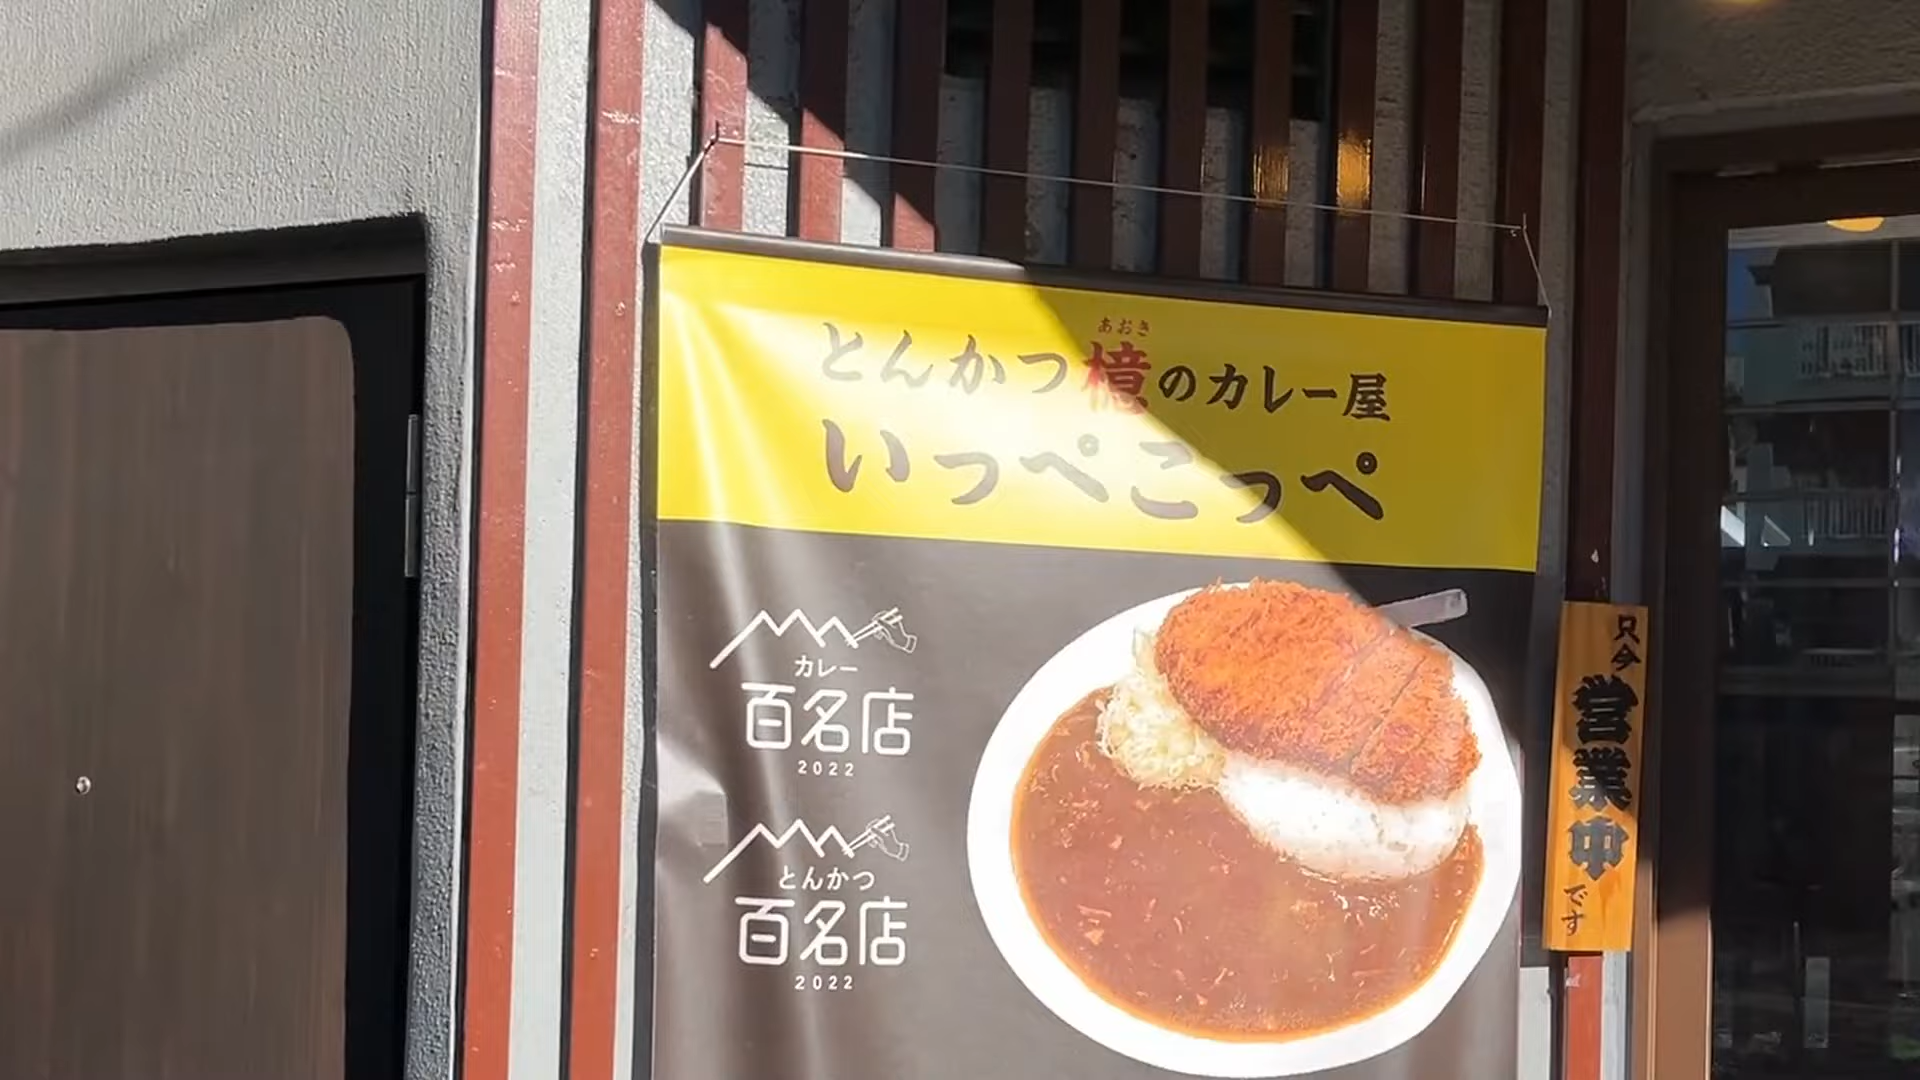 あおき
とんかつ檍のカレー屋
いっぺこっぺ
カレー
百名店
2022
とんかつ
百名店
2022
只今
営業中
です